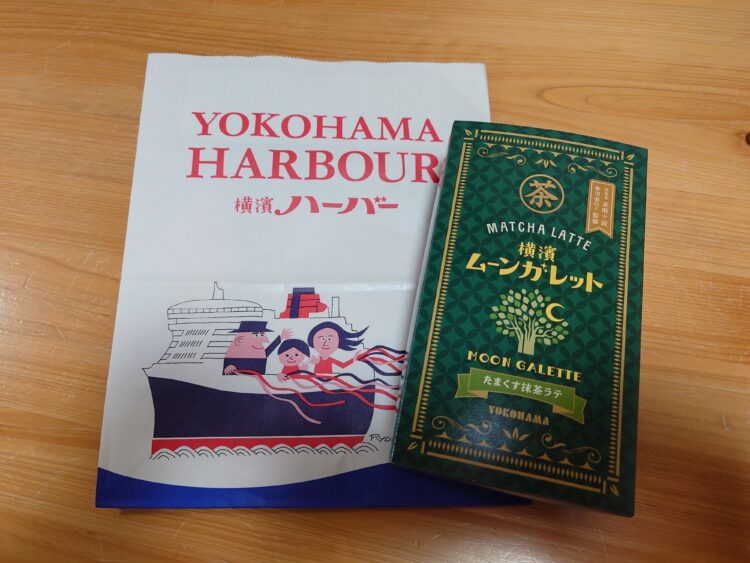 YOKOHAMA
HARBOUR
横濱ハーバー
茶
MATCHA LATTE
横濱
ムーンガレット
MOON GALETTE
たまくす抹茶ラテ
YOKOHAMA